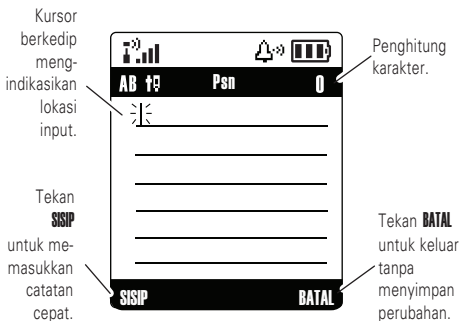 Kursor
berkedip
meng-
indikasikan
lokasi
input.
Penghitung
karakter.
AB Psn 0
Tekan
SISIP
untuk me-
masukkan
catatan
cepat.
Tekan BATAL
untuk keluar
tanpa
menyimpan
perubahan.
SISIP BATAL